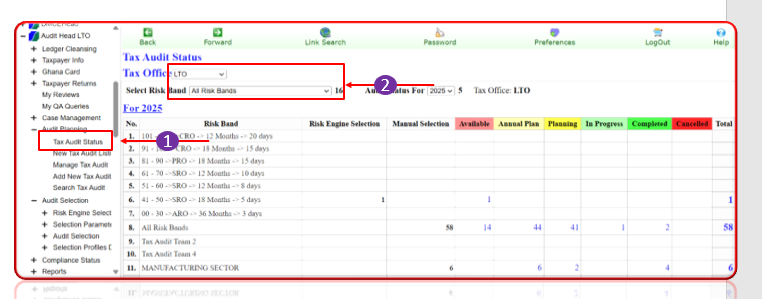 Audit Head LTO
Ledger Cleansing
Taxpayer Info
Ghana Card
Taxpayer Returns
My Reviews
My QA Queries
Case Management
Audit Planning
Tax Audit Status
New Tax Audit Listi
Manage Tax Audit
Add New Tax Audit
Search Tax Audit
Audit Selection
Risk Engine Select
Selection Paramete
Audit Selection
Selection Profiles D
Compliance Status
Reports
Back Forward Link Search Password Preferences LogOut Help
Tax Audit Status
Tax Office LTO
Select Risk Band All Risk Bands 16 Audit Status For 2025 5 Tax Office: LTO
1
2
For 2025
No. Risk Band Risk Engine Selection Manual Selection Available Annual Plan Planning In Progress Completed Cancelled Total
1. 101 CRO -> 12 Months -> 20 days
2. 91 - CRO -> 18 Months -> 15 days
3. 81 - 90 ->PRO -> 18 Months -> 15 days
4. 61 - 70 ->SRO -> 12 Months -> 10 days
5. 51 - 60 ->SRO -> 12 Months -> 8 days
6. 41 - 50 ->SRO -> 18 Months -> 5 days 1 1 1
7. 00 - 30 ->ARO -> 36 Months -> 3 days
8. All Risk Bands 58 14 44 41 1 2 58
9. Tax Audit Team 2
10. Tax Audit Team 4
11. MANUFACTURING SECTOR 6 6 2 4 6